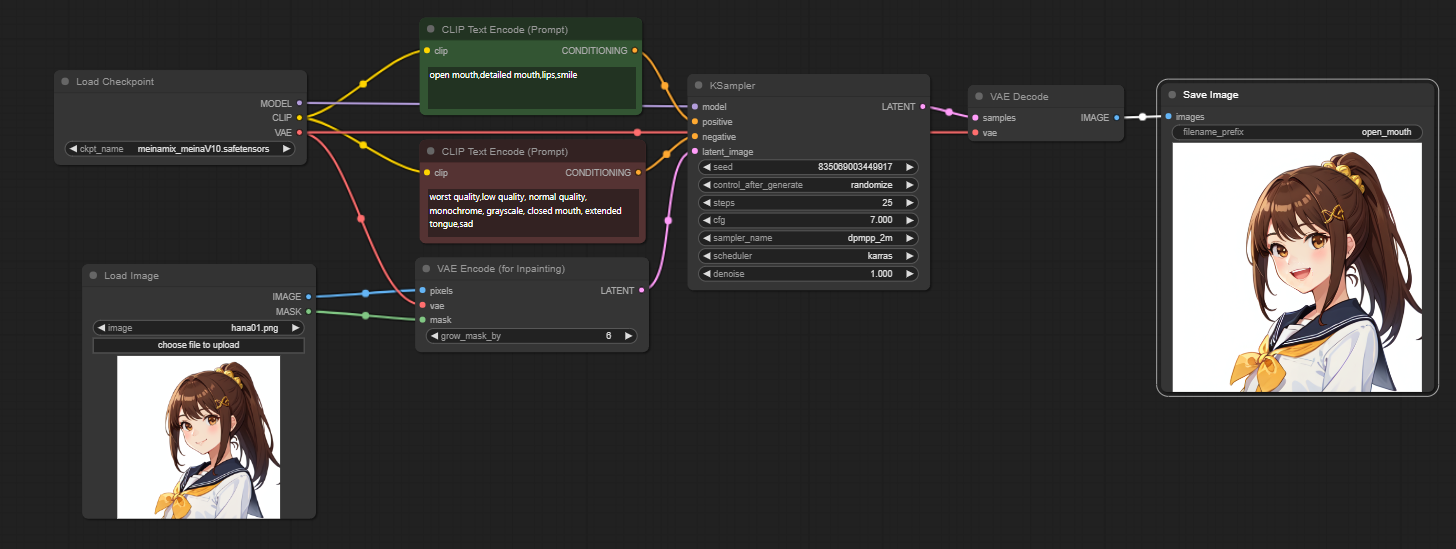 Load Checkpoint
MODEL
CLIP
VAE
ckpt_name meinamix_meinaV10.safetensors
CLIP Text Encode (Prompt)
clip CONDITIONING
open mouth,detailed mouth,lips,smile
CLIP Text Encode (Prompt)
clip CONDITIONING
worst quality,low quality, normal quality,
monochrome, grayscale, closed mouth, extended
tongue,sad
Load Image
IMAGE
MASK
image hana01.png
choose file to upload
VAE Encode (for Inpainting)
pixels LATENT
vae
mask
grow_mask_by 6
KSampler
model LATENT
positive
negative
latent_image
seed 835069003449917
control_after_generate randomize
steps 25
cfg 7.000
sampler_name dpmpp_2m
scheduler karras
denoise 1.000
VAE Decode
samples IMAGE
vae
Save Image
images
filename_prefix open_mouth